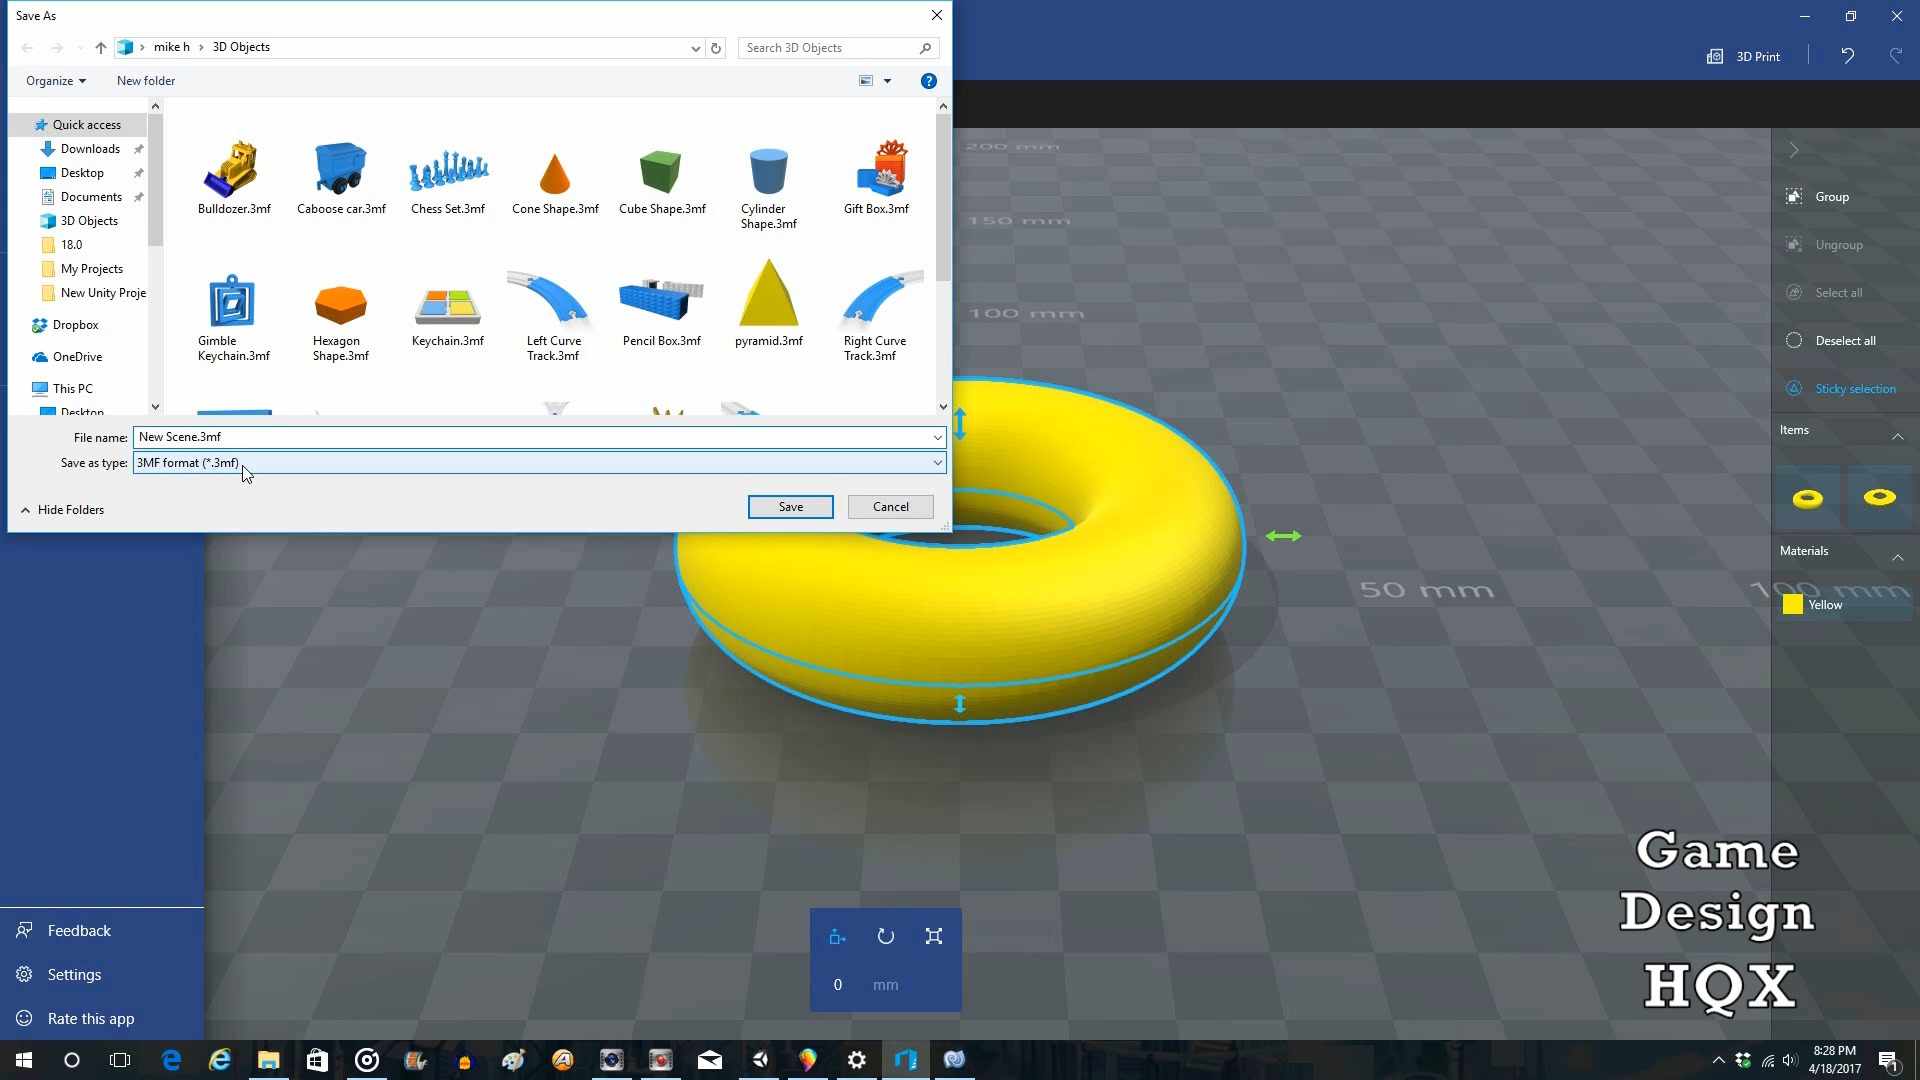 Save As
mike h
3D Objects
Search 3D Objects
Organize
New folder
Quick access
Downloads
Desktop
Documents
3D Objects
18.0
My Projects
New Unity Proje
Dropbox
OneDrive
This PC
Desktop
Bulldozer.3mf
Caboose car.3mf
Chess Set.3mf
Cone Shape.3mf
Cube Shape.3mf
Cylinder
Shape.3mf
Gift Box.3mf
Gimble
Keychain.3mf
Hexagon
Shape.3mf
Keychain.3mf
Left Curve
Track.3mf
Pencil Box.3mf
pyramid.3mf
Right Curve
Track.3mf
File name: New Scene.3mf
Save as type: 3MF format (*.3mf)
Hide Folders
Save
Cancel
3D Print
200 mm
150 mm
100 mm
50 mm
100 mm
Group
Ungroup
Select all
Deselect all
Sticky selection
Items
Materials
Yellow
Feedback
Settings
Rate this app
0 mm
Game
Design
HQX
8:28 PM
4/18/2017
1